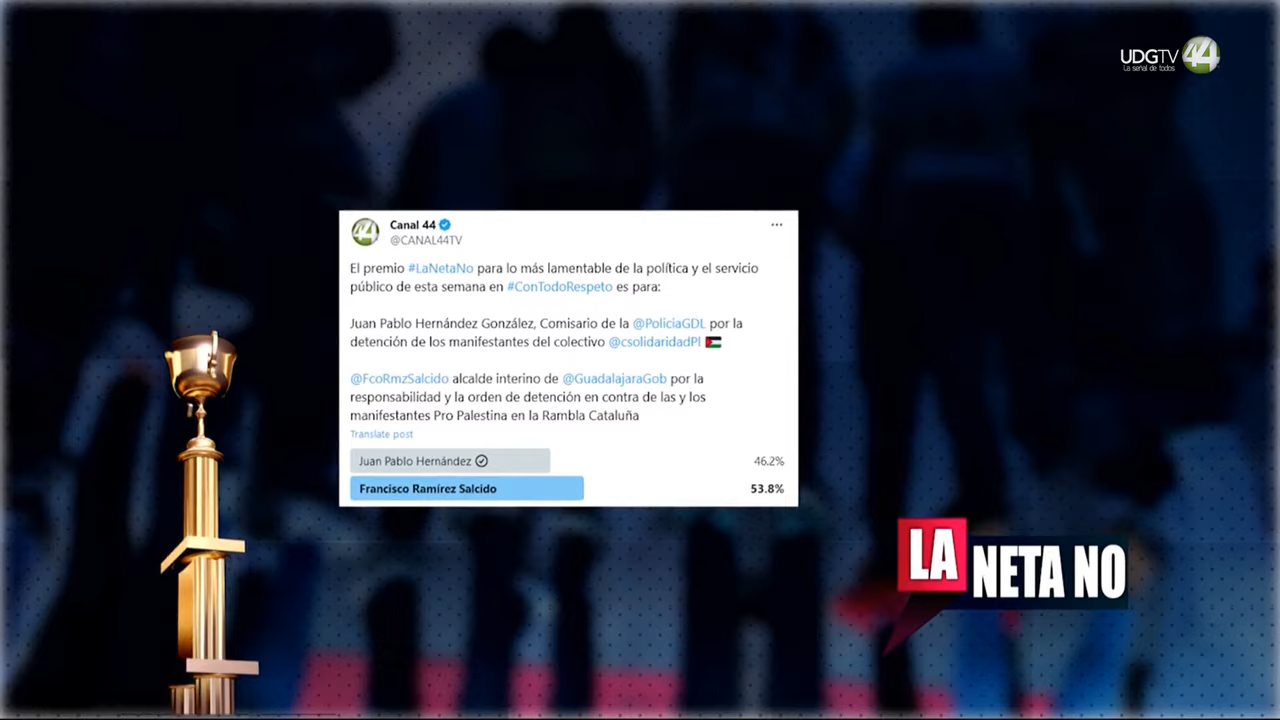 UDGTV 44
La señal de todos
44
Canal 44
@CANAL44TV
El premio #LaNetaNo para lo más lamentable de la política y el servicio
público de esta semana en #ConTodoRespeto es para:
Juan Pablo Hernández González, Comisario de la @PoliciaGDL por la
detención de los manifestantes del colectivo @csolidaridadPl 🇵🇸
@FcoRmzSalcido alcalde interino de @GuadalajaraGob por la
responsabilidad y la orden de detención en contra de las y los
manifestantes Pro Palestina en la Rambla Cataluña
Translate post
Juan Pablo Hernández 46.2%
Francisco Ramírez Salcido 53.8%
LA NETA NO